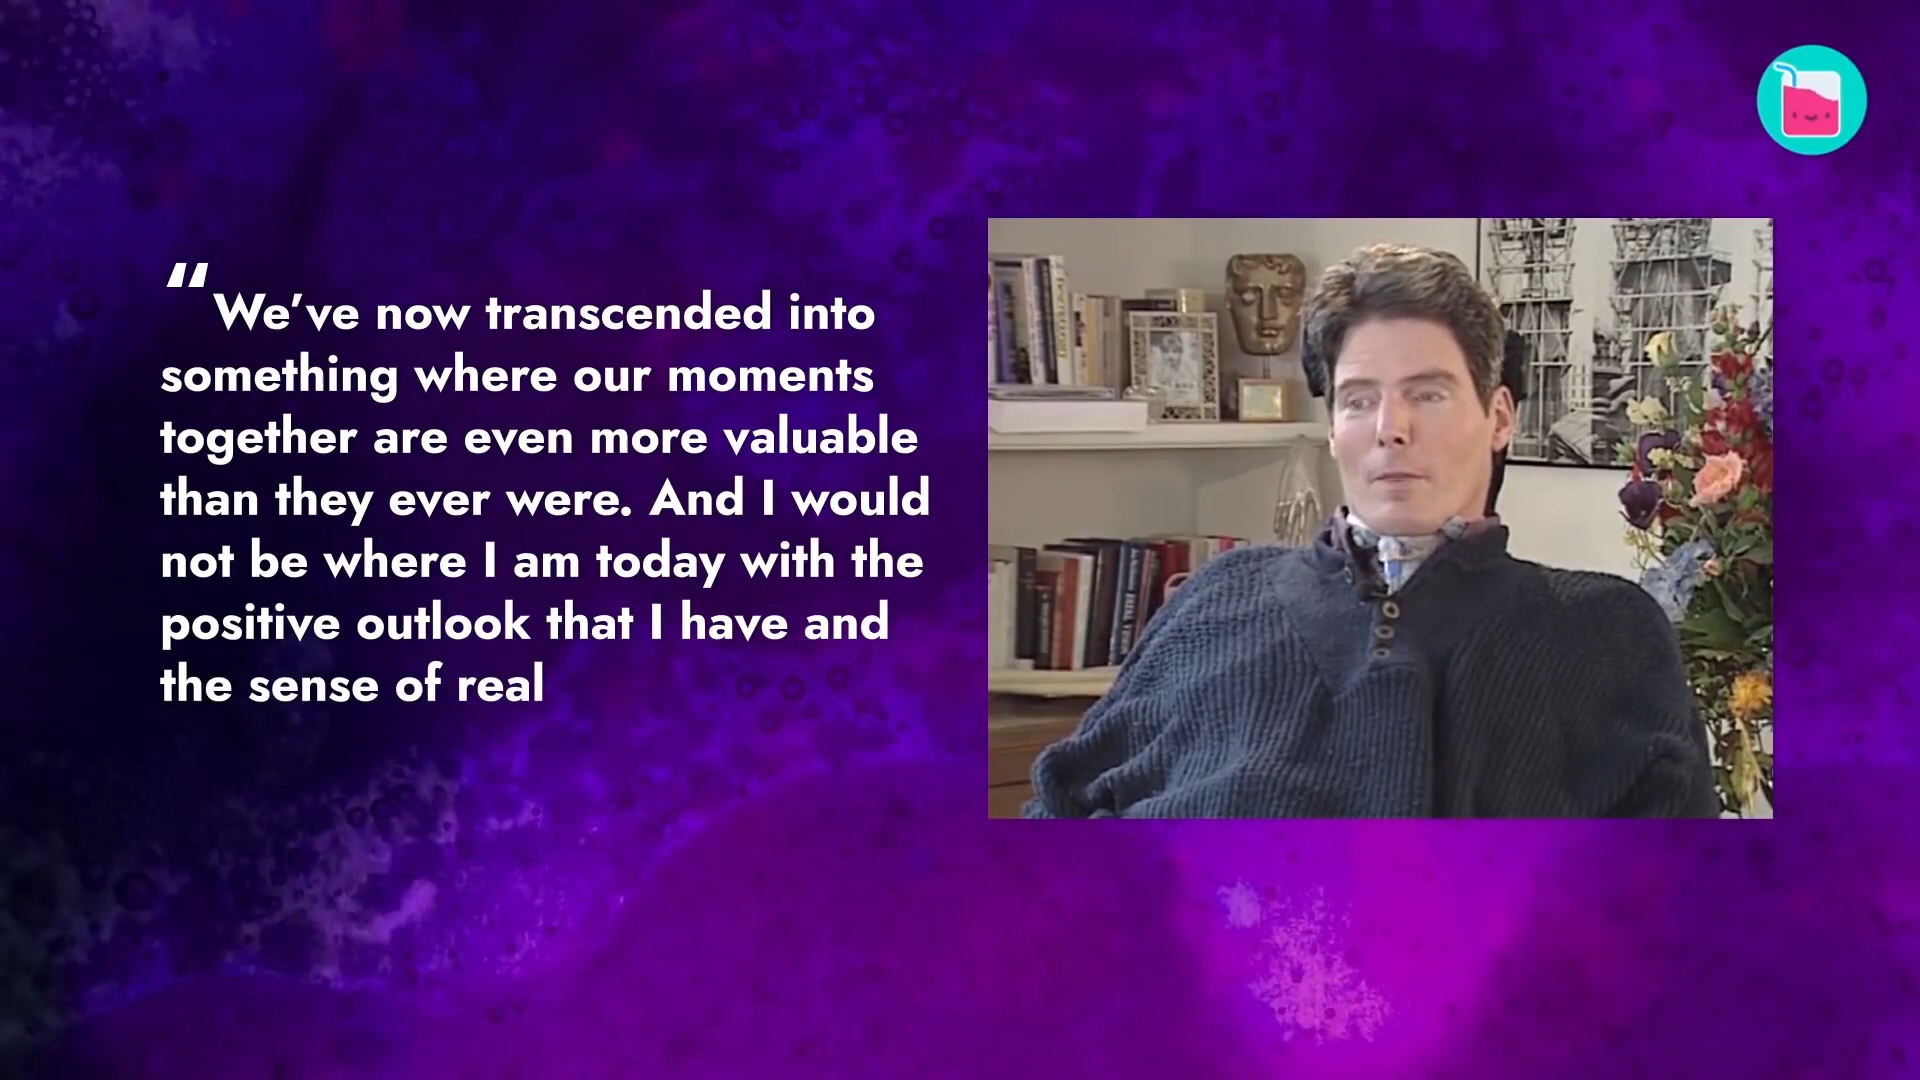 “We’ve now transcended into
something where our moments
together are even more valuable
than they ever were. And I would
not be where I am today with the
positive outlook that I have and
the sense of real